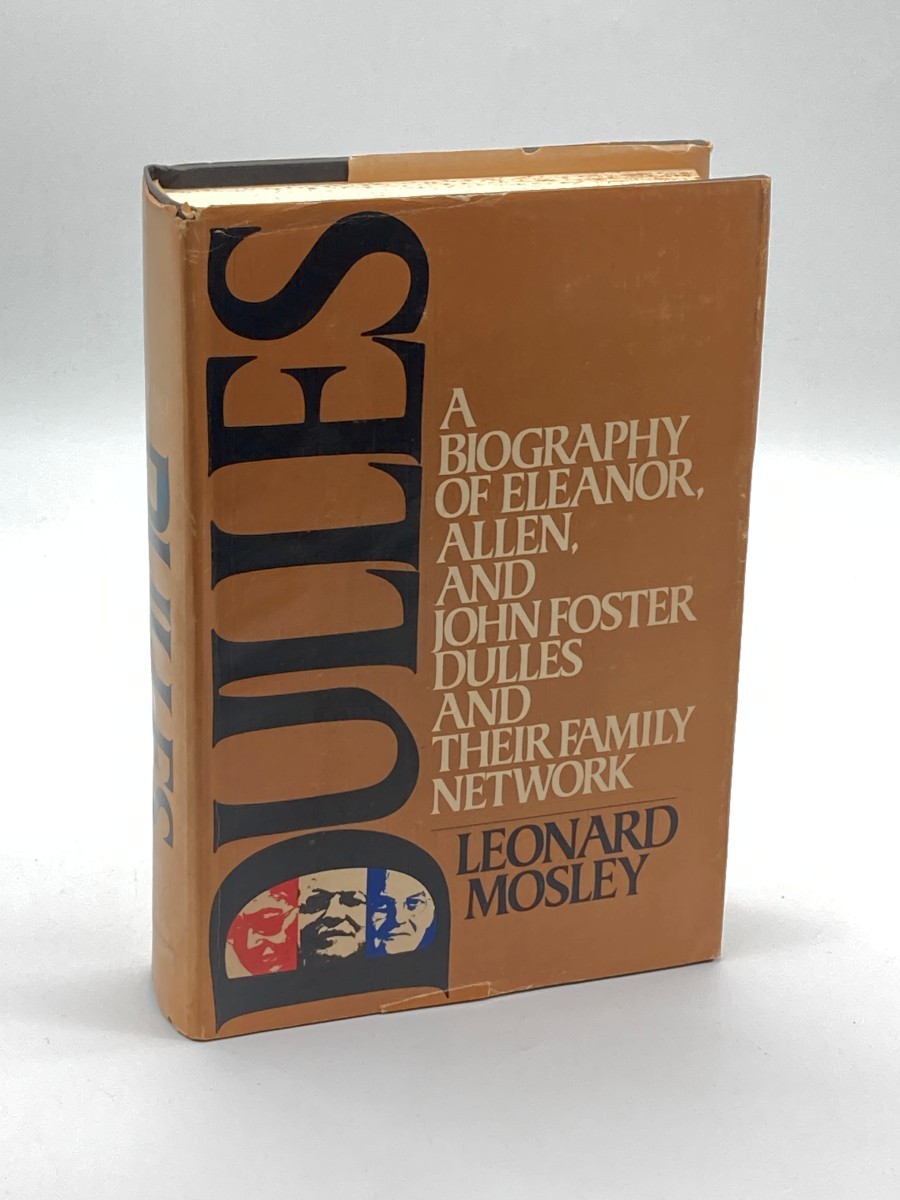 DULLES
DULLES
A
BIOGRAPHY
OF ELEANOR,
ALLEN,
AND
JOHN FOSTER
DULLES
AND
THEIR FAMILY
NETWORK
LEONARD
MOSLEY